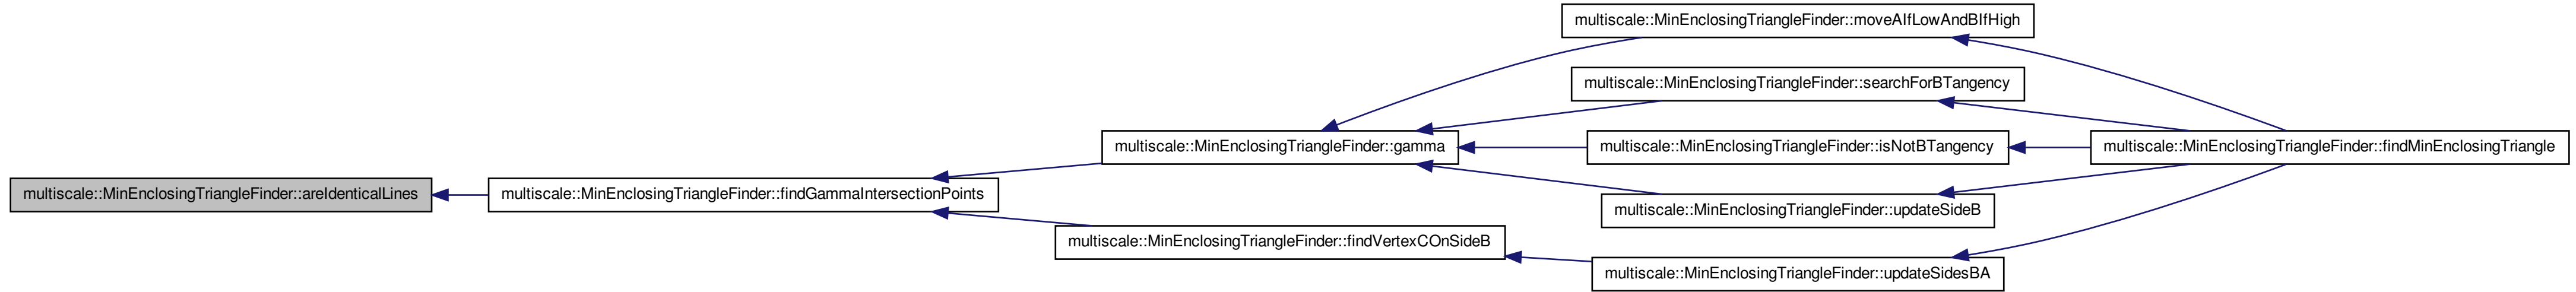 multiscale::MinEnclosingTriangleFinder::moveAIfLowAndBIfHigh
multiscale::MinEnclosingTriangleFinder::searchForBTangency
multiscale::MinEnclosingTriangleFinder::gamma
multiscale::MinEnclosingTriangleFinder::isNotBTangency
multiscale::MinEnclosingTriangleFinder::findMinEnclosingTriangle
multiscale::MinEnclosingTriangleFinder::areIdenticalLines
multiscale::MinEnclosingTriangleFinder::findGammaIntersectionPoints
multiscale::MinEnclosingTriangleFinder::updateSideB
multiscale::MinEnclosingTriangleFinder::findVertexCOnSideB
multiscale::MinEnclosingTriangleFinder::updateSidesBA